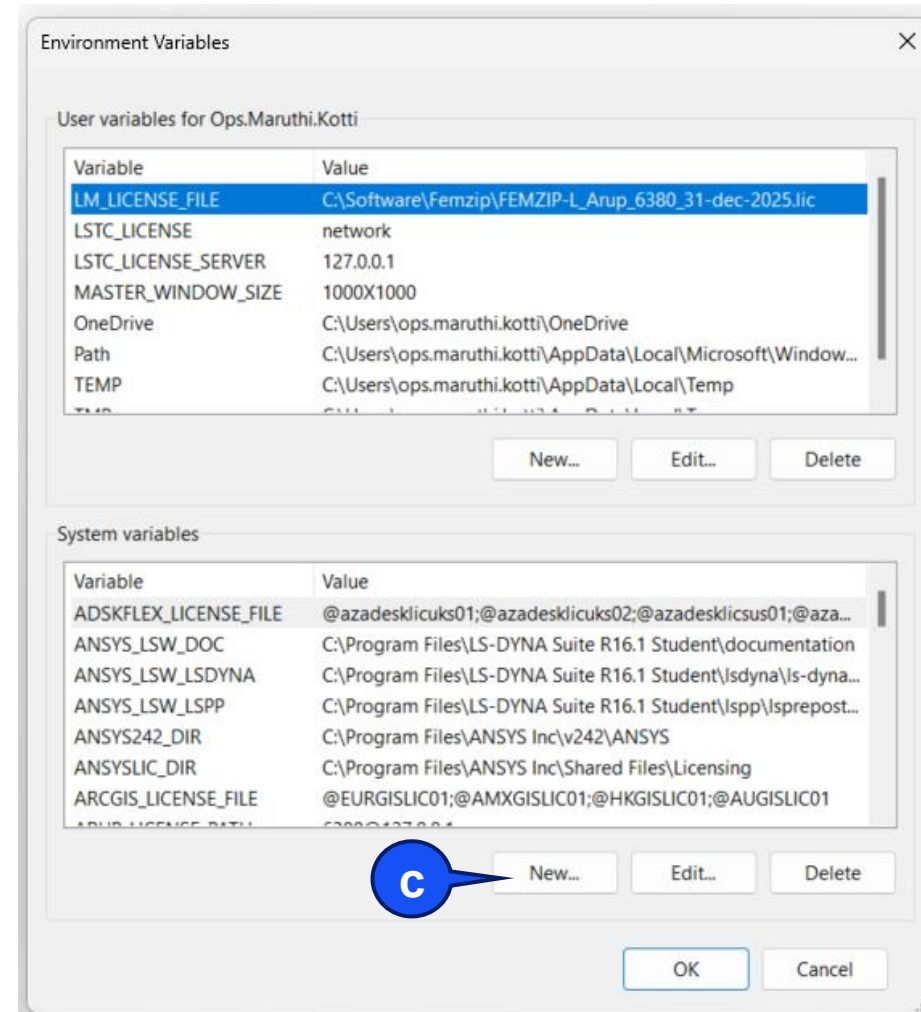 Environment Variables
User variables for Ops.Maruthi.Kotti
Variable Value
LM_LICENSE_FILE C:\Software\Femzip\FEMZIP-L_Arup_6380_31-dec-2025.lic
LSTC_LICENSE network
LSTC_LICENSE_SERVER 127.0.0.1
MASTER_WINDOW_SIZE 1000X1000
OneDrive C:\Users\ops.maruthi.kotti\OneDrive
Path C:\Users\ops.maruthi.kotti\AppData\Local\Microsoft\Window...
TEMP C:\Users\ops.maruthi.kotti\AppData\Local\Temp
New... Edit... Delete
System variables
Variable Value
ADSKFLEX_LICENSE_FILE @azadesklicuks01;@azadesklicuks02;@azadesklicsus01;@aza...
ANSYS_LSW_DOC C:\Program Files\LS-DYNA Suite R16.1 Student\documentation
ANSYS_LSW_LSDYNA C:\Program Files\LS-DYNA Suite R16.1 Student\lsdyna\ls-dyna...
ANSYS_LSW_LSPP C:\Program Files\LS-DYNA Suite R16.1 Student\lspp\lsprepost...
ANSYS242_DIR C:\Program Files\ANSYS Inc\v242\ANSYS
ANSYSLIC_DIR C:\Program Files\ANSYS Inc\Shared Files\Licensing
ARCGIS_LICENSE_FILE @EURGISLIC01;@AMXGISLIC01;@HKGISLIC01;@AUGISLIC01
c New... Edit... Delete
OK Cancel